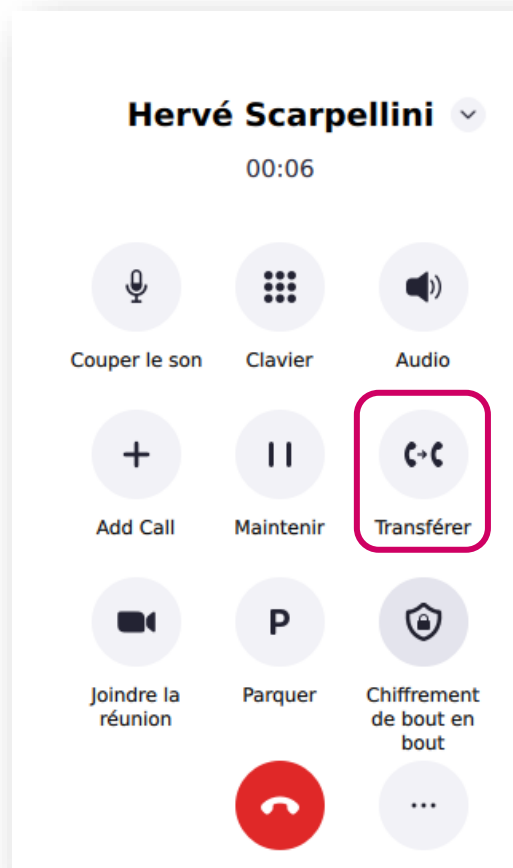 Hervé Scarpellini
00:06
Couper le son Clavier Audio
Add Call Maintenir Transférer
P
Joindre la Parquer Chiffrement
réunion de bout en
bout